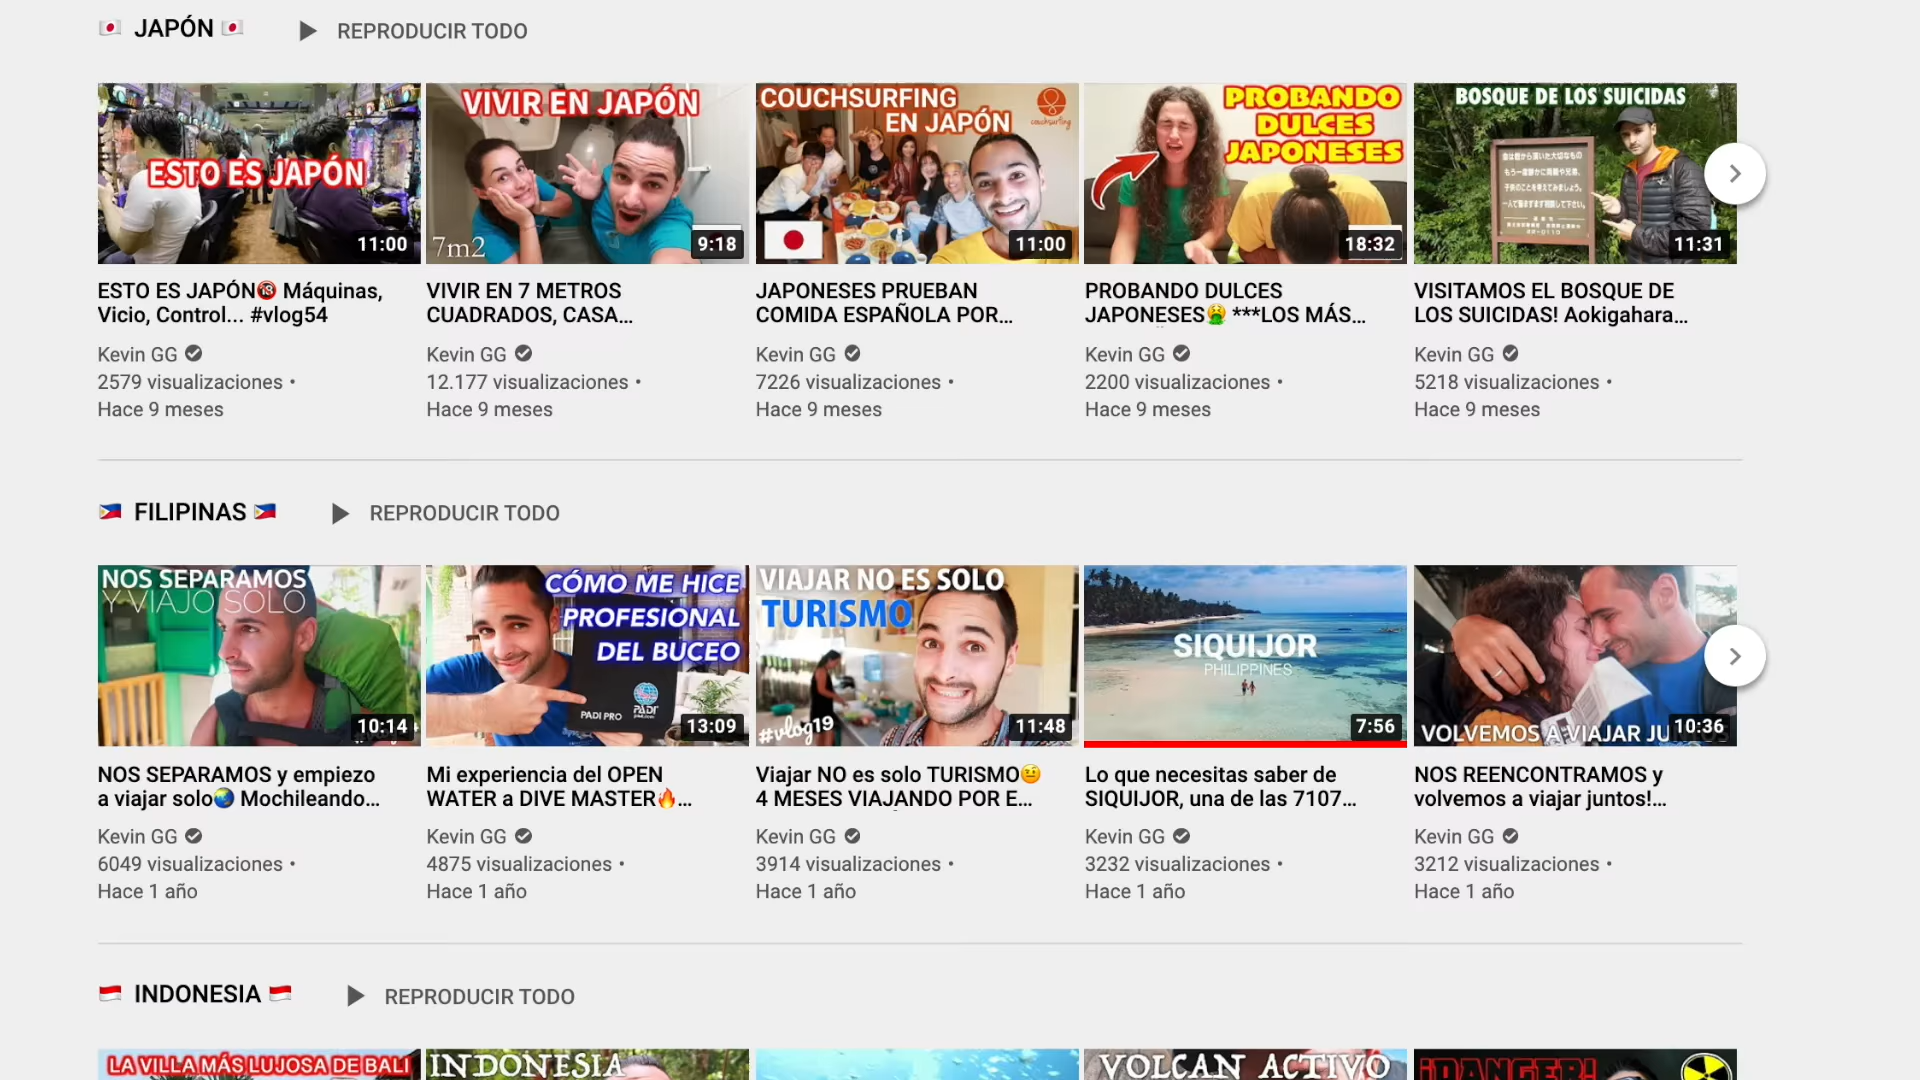 JAPÓN
REPRODUCIR TODO
ESTO ES JAPÓN
11:00
VIVIR EN JAPÓN
7m2
9:18
COUCHSURFING
EN JAPÓN
couchsurfing
11:00
PROBANDO
DULCES
JAPONESES
18:32
BOSQUE DE LOS SUICIDAS
11:31
ESTO ES JAPÓN🔞 Máquinas,
Vicio, Control... #vlog54
Kevin GG
2579 visualizaciones •
Hace 9 meses
VIVIR EN 7 METROS
CUADRADOS, CASA...
Kevin GG
12.177 visualizaciones •
Hace 9 meses
JAPONESES PRUEBAN
COMIDA ESPAÑOLA POR...
Kevin GG
7226 visualizaciones •
Hace 9 meses
PROBANDO DULCES
JAPONESES🤮 ***LOS MÁS...
Kevin GG
2200 visualizaciones •
Hace 9 meses
VISITAMOS EL BOSQUE DE
LOS SUICIDAS! Aokigahara...
Kevin GG
5218 visualizaciones •
Hace 9 meses
FILIPINAS
REPRODUCIR TODO
NOS SEPARAMOS
Y VIAJO SOLO
10:14
CÓMO ME HICE
PROFESIONAL
DEL BUCEO
PADI
PADI PRO
13:09
VIAJAR NO ES SOLO
TURISMO
#vlog19
11:48
SIQUIJOR
PHILIPPINES
7:56
VOLVEMOS A VIAJAR
10:36
NOS SEPARAMOS y empiezo
a viajar solo🌏 Mochileando...
Kevin GG
6049 visualizaciones •
Hace 1 año
Mi experiencia del OPEN
WATER a DIVE MASTER🔥...
Kevin GG
4875 visualizaciones •
Hace 1 año
Viajar NO es solo TURISMO🤨
4 MESES VIAJANDO POR E...
Kevin GG
3914 visualizaciones •
Hace 1 año
Lo que necesitas saber de
SIQUIJOR, una de las 7107...
Kevin GG
3232 visualizaciones •
Hace 1 año
NOS REENCONTRAMOS y
volvemos a viajar juntos!...
Kevin GG
3212 visualizaciones •
Hace 1 año
INDONESIA
REPRODUCIR TODO
LA VILLA MÁS LUJOSA DE BALI
INDONESIA
VOLCAN ACTIVO
¡DANGER!